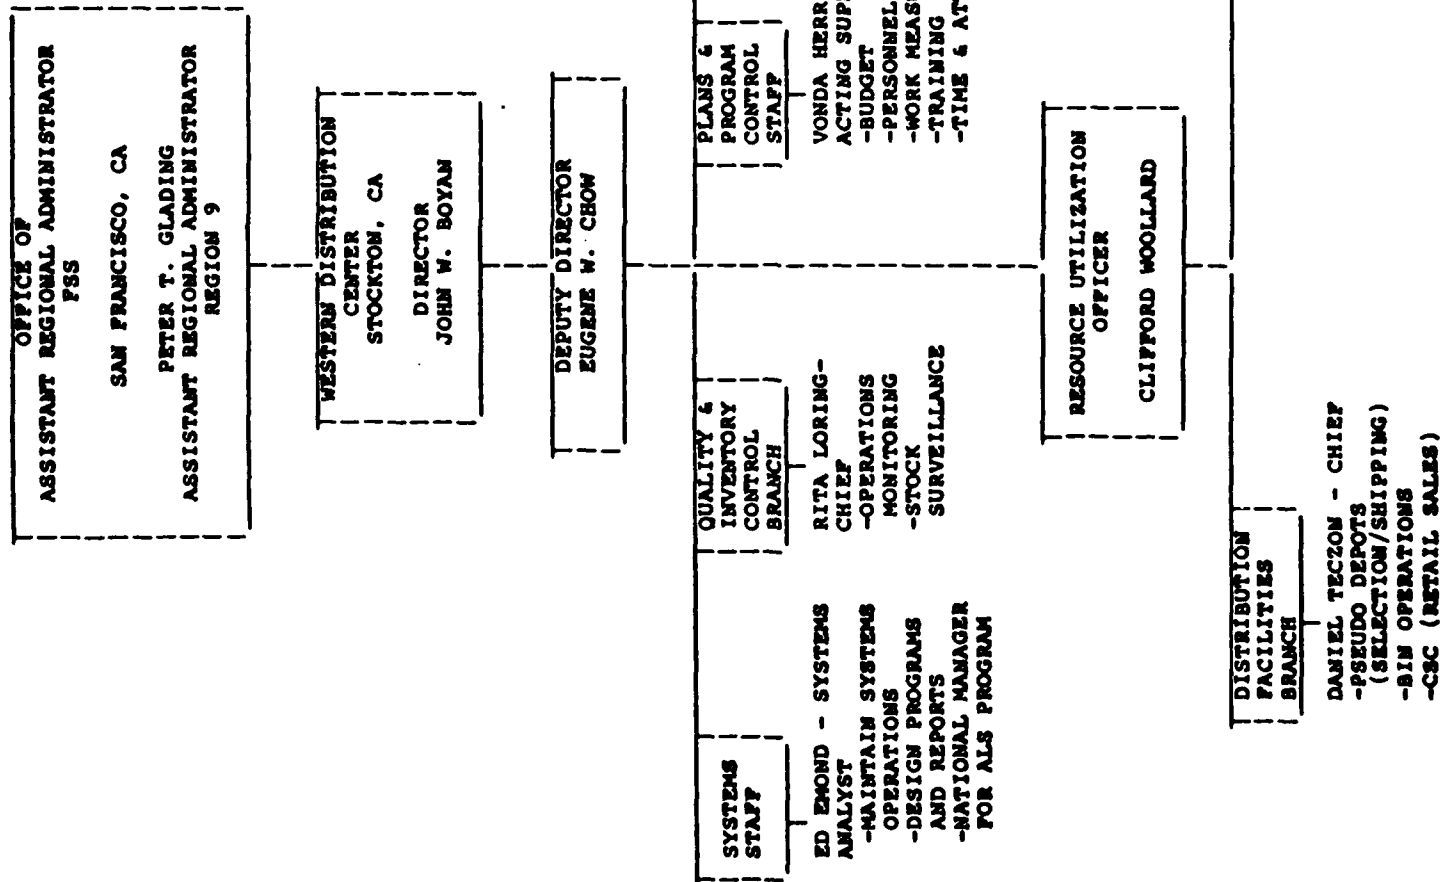 OFFICE OF
ASSISTANT REGIONAL ADMINISTRATOR
FSS
SAN FRANCISCO, CA
PETER T. GLADING
ASSISTANT REGIONAL ADMINISTRATOR
REGION 9
WESTERN DISTRIBUTION
CENTER
STOCKTON, CA
DIRECTOR
JOHN W. BOYAN
DEPUTY DIRECTOR
EUGENE W. CHOW
SYSTEMS
STAFF
ED EMOND - SYSTEMS
ANALYST
-MAINTAIN SYSTEMS
OPERATIONS
-DESIGN PROGRAMS
AND REPORTS
-NATIONAL MANAGER
FOR ALS PROGRAM
QUALITY &
INVENTORY
CONTROL
BRANCH
RITA LORING-
CHIEF
-OPERATIONS
MONITORING
-STOCK
SURVEILLANCE
PLANS &
PROGRAM
CONTROL
STAFF
VONDA HERR
ACTING SUP
-BUDGET
-PERSONNEL
-WORK MEAS
-TRAINING
-TIME & AT
RESOURCE UTILIZATION
OFFICER
CLIFFORD WOOLLARD
DISTRIBUTION
FACILITIES
BRANCH
DANIEL TECZON - CHIEF
-PSEUDO DEPOTS
(SELECTION/SHIPPING)
-BIN OPERATIONS
-CSC (RETAIL SALES)